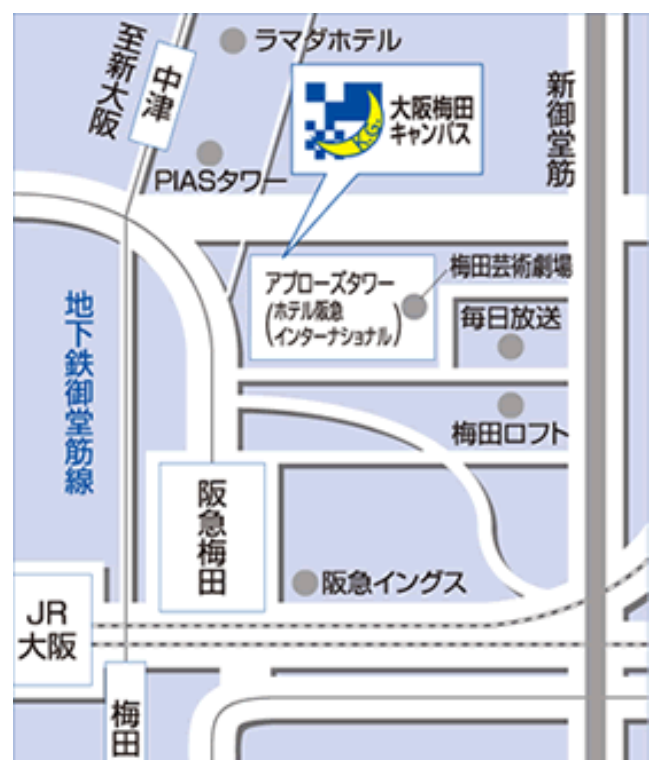 ラマダホテル
至新大阪
中津
大阪梅田
キャンパス
K.G.
新御堂筋
PIASタワー
アプローズタワー
(ホテル阪急
インターナショナル)
梅田芸術劇場
毎日放送
地下鉄御堂筋線
梅田ロフト
阪急梅田
阪急イングス
JR
大阪
梅田